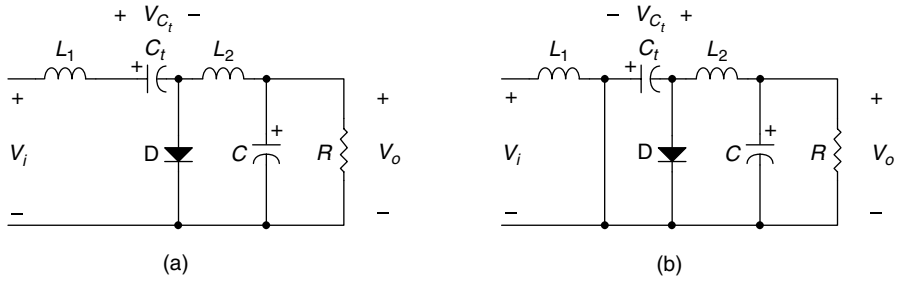 + V_{C_t} –
L_1
C_t
+
L_2
+
V_i
–
D
C
+
R
+
V_o
–
(a)
– V_{C_t} +
L_1
C_t
+
L_2
+
V_i
–
D
C
+
R
+
V_o
–
(b)